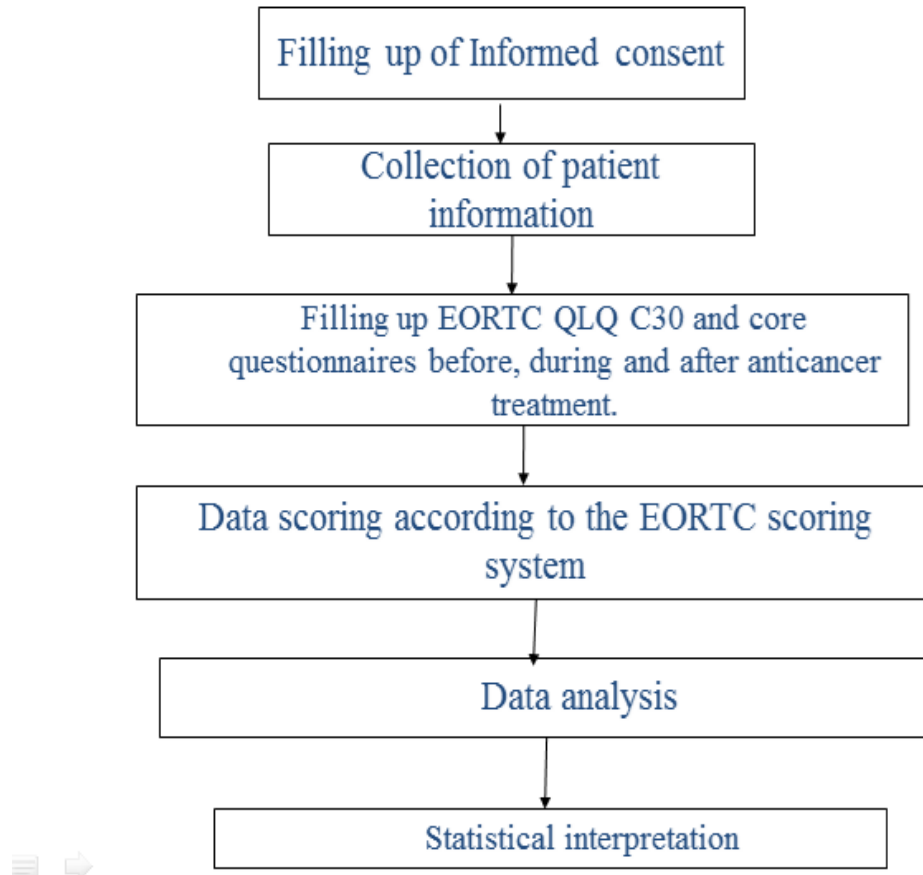 Filling up of Informed consent
Collection of patient
information
Filling up EORTC QLQ C30 and core
questionnaires before, during and after anticancer
treatment.
Data scoring according to the EORTC scoring
system
Data analysis
Statistical interpretation